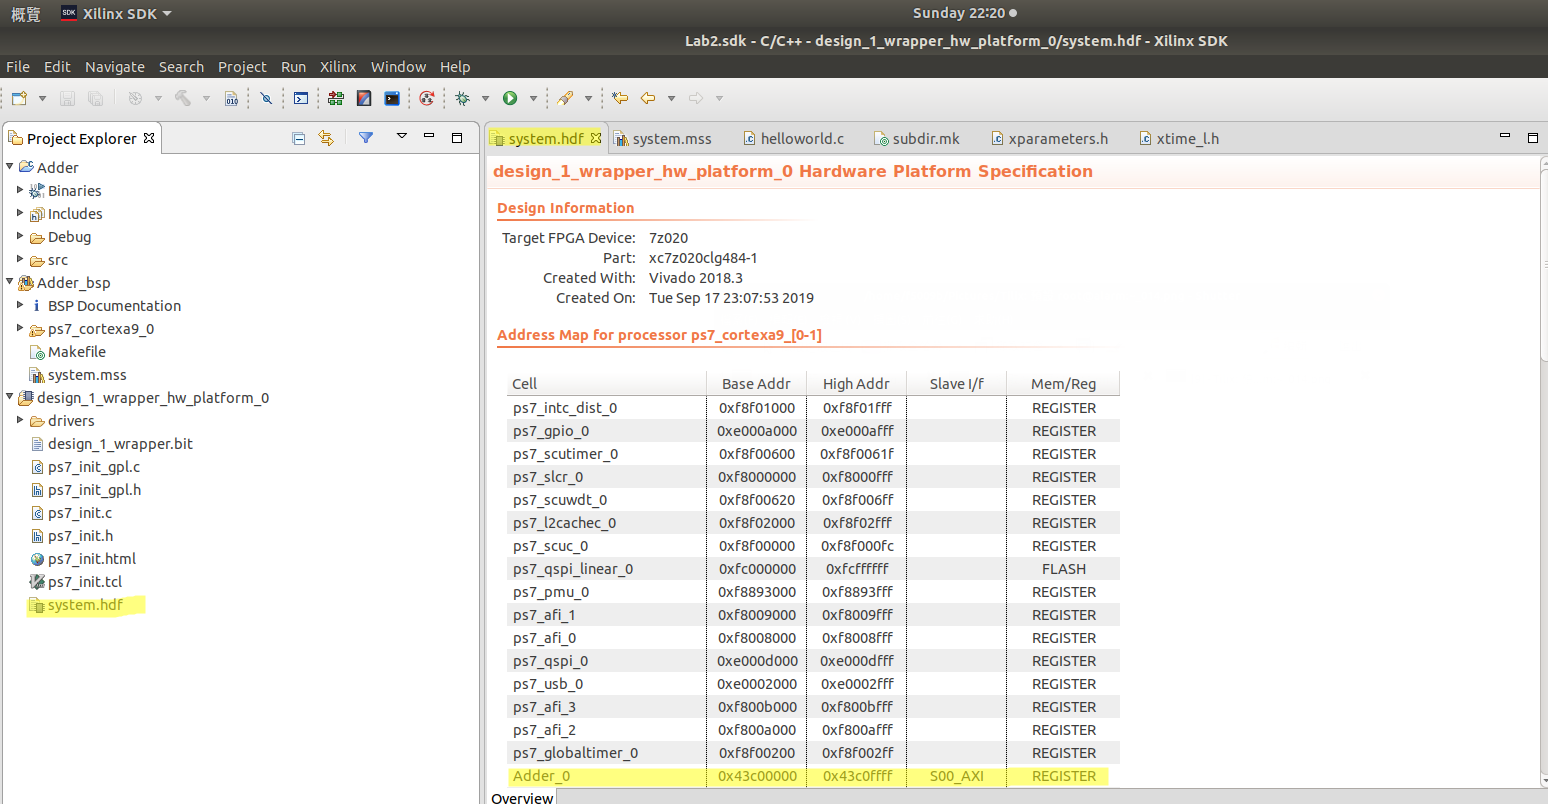 概覽 SDK Xilinx SDK Sunday 22:20
Lab2.sdk - C/C++ - design_1_wrapper_hw_platform_0/system.hdf - Xilinx SDK
File Edit Navigate Search Project Run Xilinx Window Help
Project Explorer
Adder
Binaries
Includes
Debug
src
Adder_bsp
BSP Documentation
ps7_cortexa9_0
Makefile
system.mss
design_1_wrapper_hw_platform_0
drivers
design_1_wrapper.bit
ps7_init_gpl.c
ps7_init_gpl.h
ps7_init.c
ps7_init.h
ps7_init.html
ps7_init.tcl
system.hdf
system.hdf system.mss helloworld.c subdir.mk xparameters.h xtime_l.h
design_1_wrapper_hw_platform_0 Hardware Platform Specification
Design Information
Target FPGA Device: 7z020
Part: xc7z020clg484-1
Created With: Vivado 2018.3
Created On: Tue Sep 17 23:07:53 2019
Address Map for processor ps7_cortexa9_[0-1]
Cell Base Addr High Addr Slave I/f Mem/Reg
ps7_intc_dist_0 0xf8f01000 0xf8f01fff REGISTER
ps7_gpio_0 0xe000a000 0xe000afff REGISTER
ps7_scutimer_0 0xf8f00600 0xf8f0061f REGISTER
ps7_slcr_0 0xf8000000 0xf8000fff REGISTER
ps7_scuwdt_0 0xf8f00620 0xf8f006ff REGISTER
ps7_l2cachec_0 0xf8f02000 0xf8f02fff REGISTER
ps7_scuc_0 0xf8f00000 0xf8f000fc REGISTER
ps7_qspi_linear_0 0xfc000000 0xfcffffff FLASH
ps7_pmu_0 0xf8893000 0xf8893fff REGISTER
ps7_afi_1 0xf8009000 0xf8009fff REGISTER
ps7_afi_0 0xf8008000 0xf8008fff REGISTER
ps7_qspi_0 0xe000d000 0xe000dfff REGISTER
ps7_usb_0 0xe0002000 0xe0002fff REGISTER
ps7_afi_3 0xf800b000 0xf800bfff REGISTER
ps7_afi_2 0xf800a000 0xf800afff REGISTER
ps7_globaltimer_0 0xf8f00200 0xf8f002ff REGISTER
Adder_0 0x43c00000 0x43c0ffff S00_AXI REGISTER
Overview